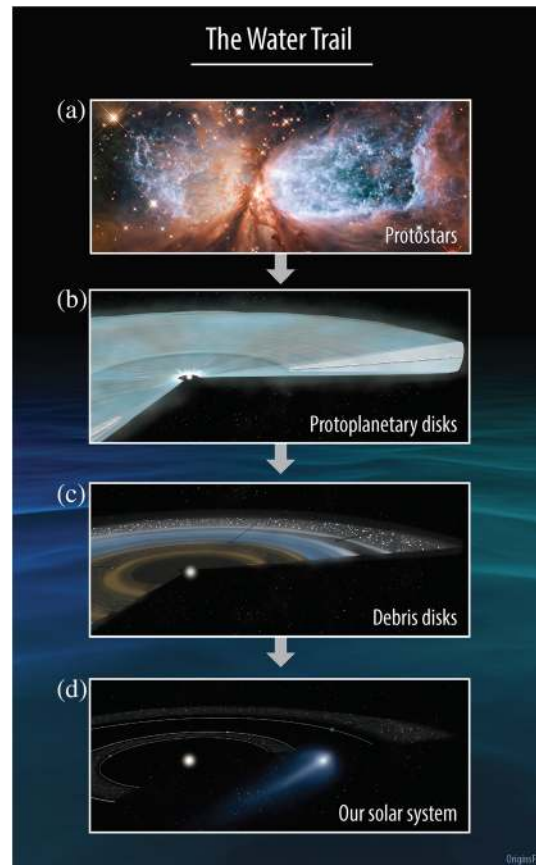 The Water Trail
(a)
Protostars
(b)
Protoplanetary disks
(c)
Debris disks
(d)
Our solar system